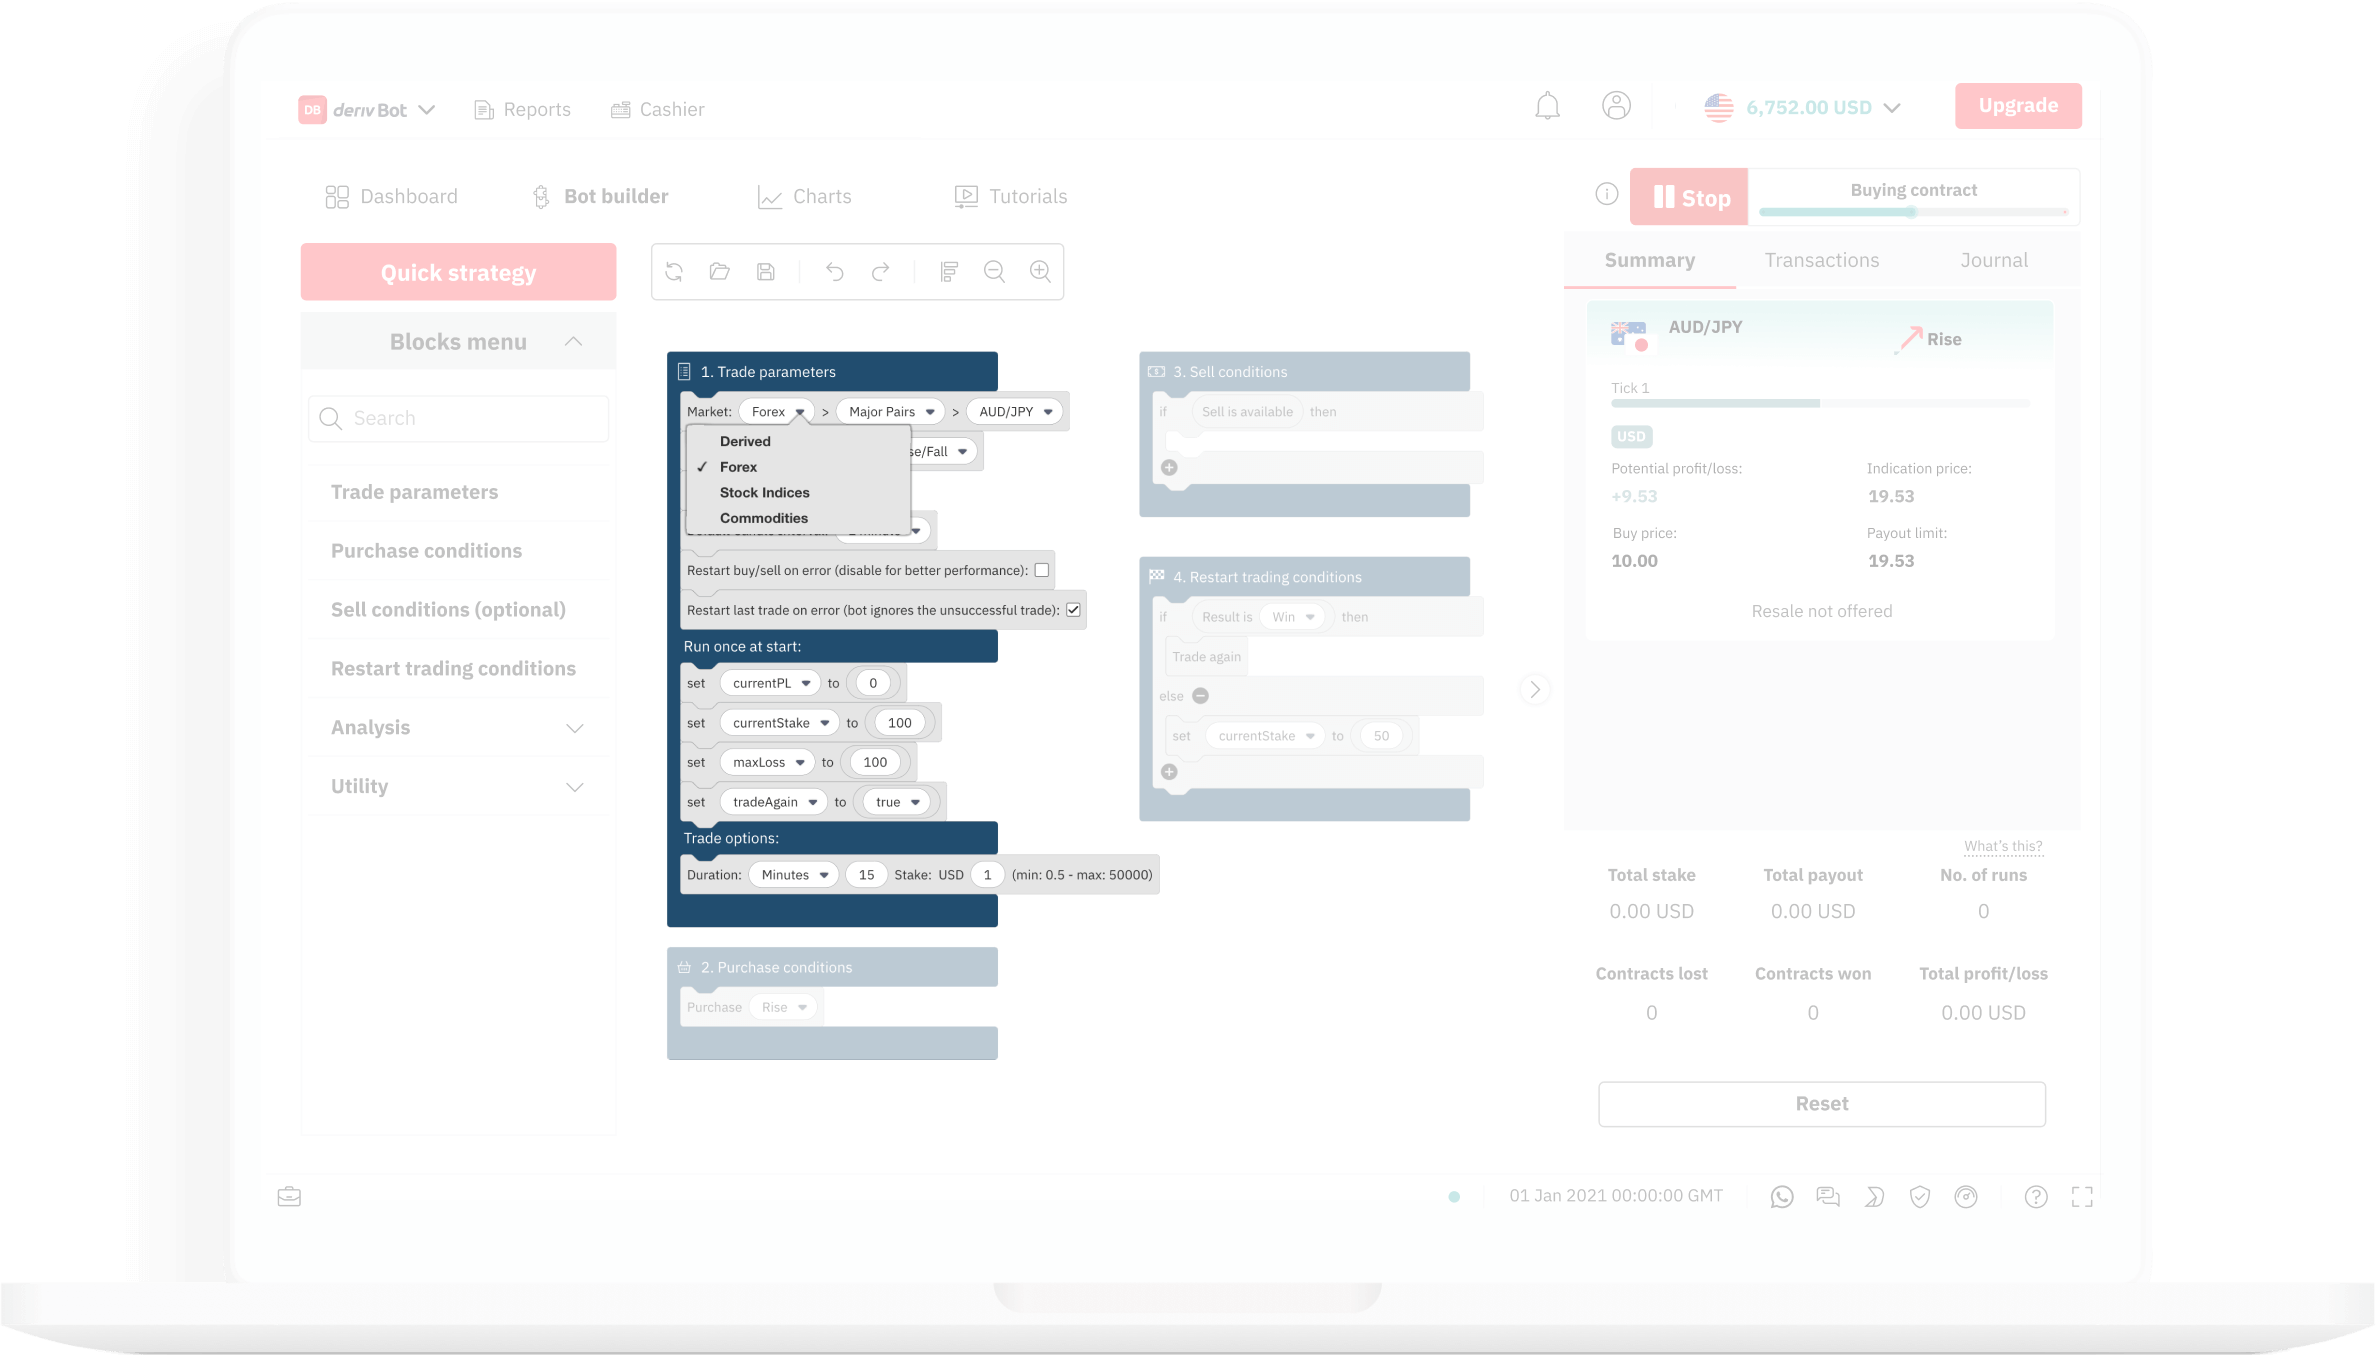 DB deriv Bot
Reports
Cashier
6,752.00 USD
Upgrade
Dashboard
Bot builder
Charts
Tutorials
Stop
Buying contract
Quick strategy
Blocks menu
Search
Trade parameters
Purchase conditions
Sell conditions (optional)
Restart trading conditions
Analysis
Utility
1. Trade parameters
Market: Forex > Major Pairs > AUD/JPY
Derived
se/Fall
✓ Forex
Stock Indices
Commodities
Restart buy/sell on error (disable for better performance):
Restart last trade on error (bot ignores the unsuccessful trade):
Run once at start:
set currentPL to 0
set currentStake to 100
set maxLoss to 100
set tradeAgain to true
Trade options:
Duration: Minutes 15 Stake: USD 1 (min: 0.5 - max: 50000)
2. Purchase conditions
Purchase Rise
3. Sell conditions
if Sell is available then
4. Restart trading conditions
if Result is Win then
Trade again
else
set currentStake to 50
Summary
Transactions
Journal
AUD/JPY
Rise
Tick 1
USD
Potential profit/loss: Indication price:
+9.53 19.53
Buy price: Payout limit:
10.00 19.53
Resale not offered
What's this?
Total stake Total payout No. of runs
0.00 USD 0.00 USD 0
Contracts lost Contracts won Total profit/loss
0 0 0.00 USD
Reset
01 Jan 2021 00:00:00 GMT